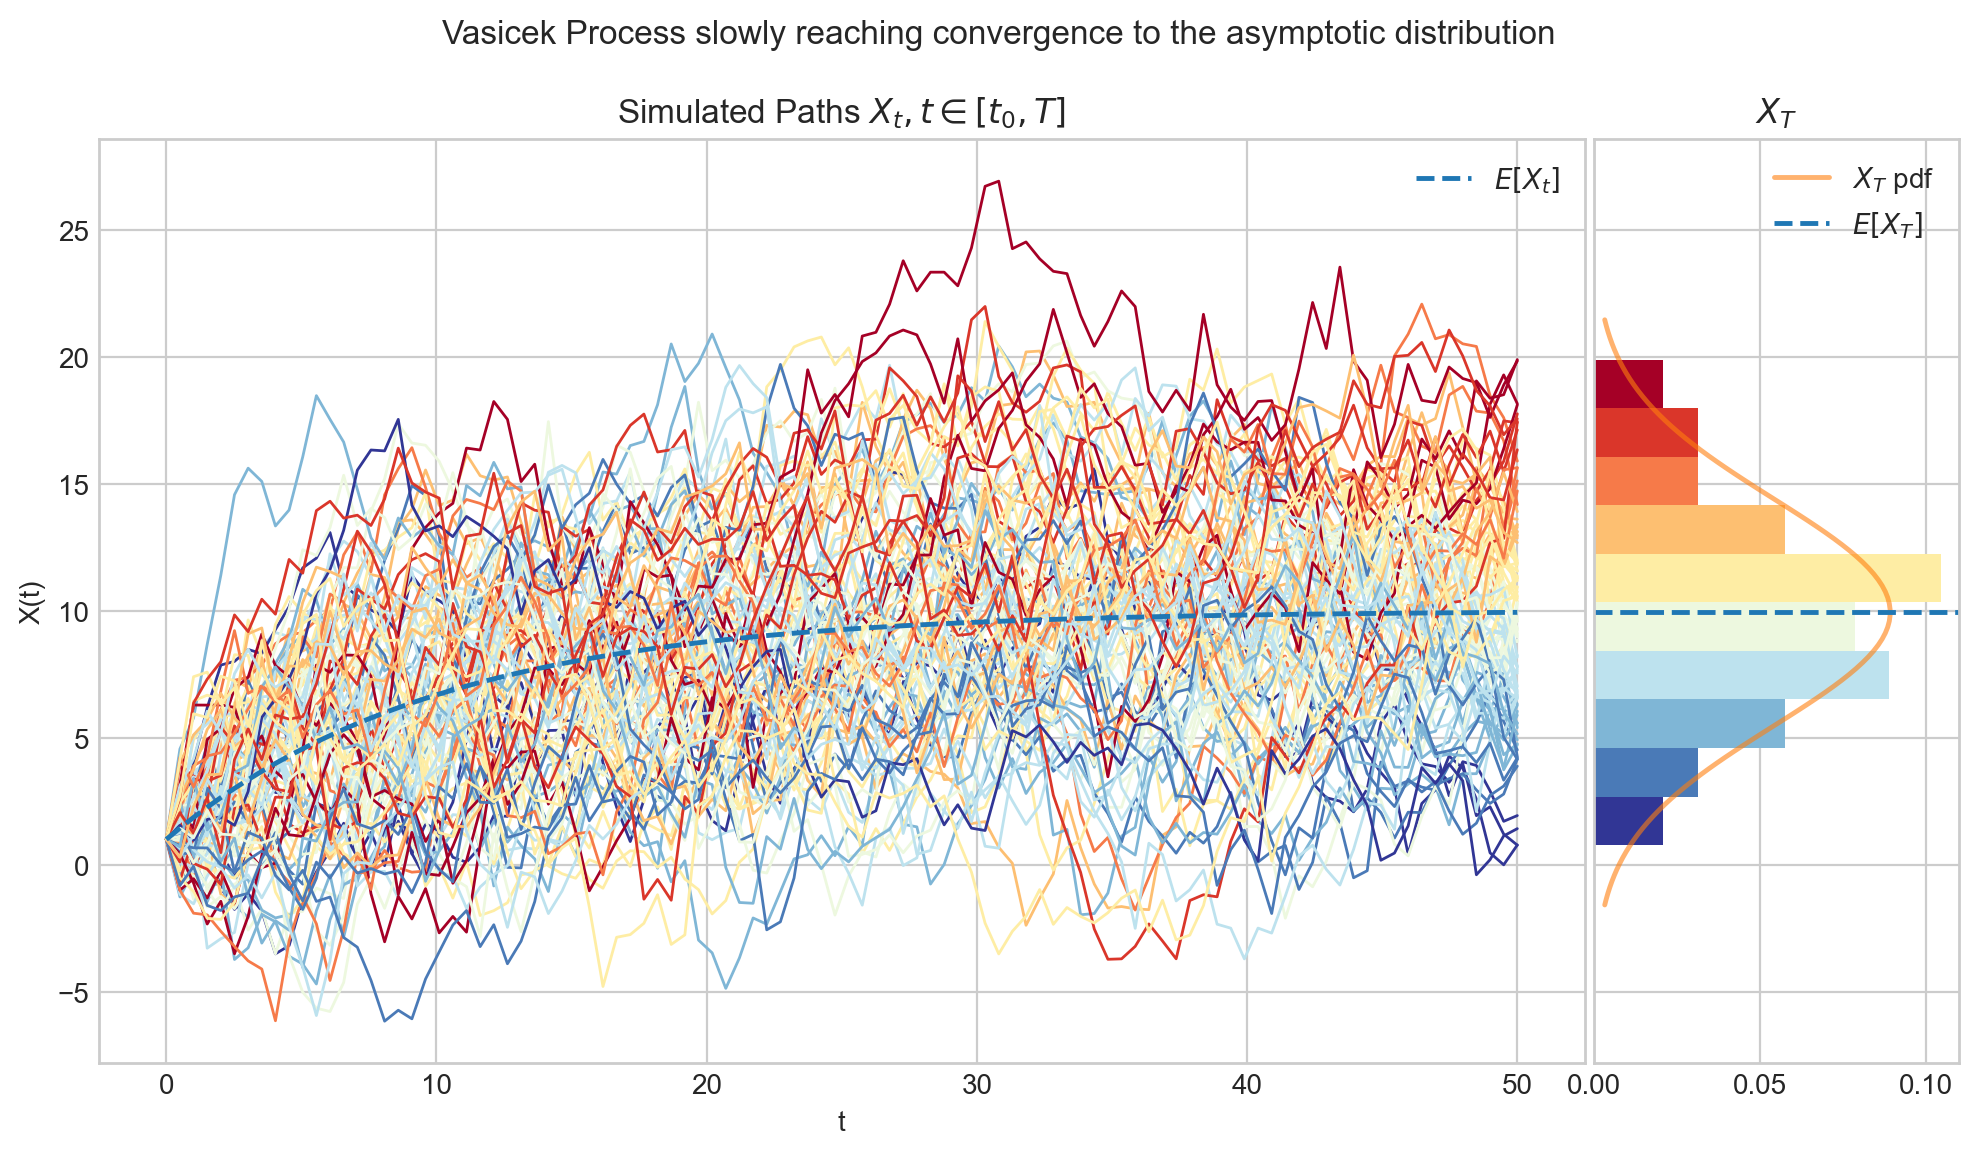 Vasicek Process slowly reaching convergence to the asymptotic distribution
Simulated Paths $X_t, t \in [t_0, T]$
$X_T$
$E[X_t]$
$X_T$ pdf
$E[X_T]$
X(t)
25
20
15
10
5
0
−5
0 10 20 30 40 50
0.00 0.05 0.10
t